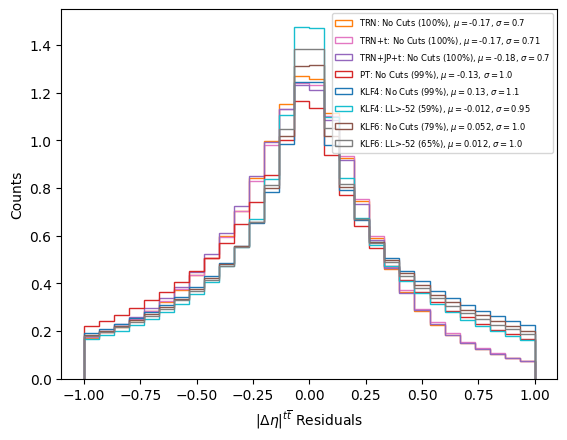 TRN: No Cuts (100%), μ=-0.17, σ=0.7
TRN+t: No Cuts (100%), μ=-0.17, σ=0.71
TRN+JP+t: No Cuts (100%), μ=-0.18, σ=0.7
PT: No Cuts (99%), μ=-0.13, σ=1.0
KLF4: No Cuts (99%), μ=0.13, σ=1.1
KLF4: LL>-52 (59%), μ=-0.012, σ=0.95
KLF6: No Cuts (79%), μ=0.052, σ=1.0
KLF6: LL>-52 (65%), μ=0.012, σ=1.0
Counts
1.4
1.2
1.0
0.8
0.6
0.4
0.2
0.0
−1.00 −0.75 −0.50 −0.25 0.00 0.25 0.50 0.75 1.00
|Δη|^{tt̅} Residuals